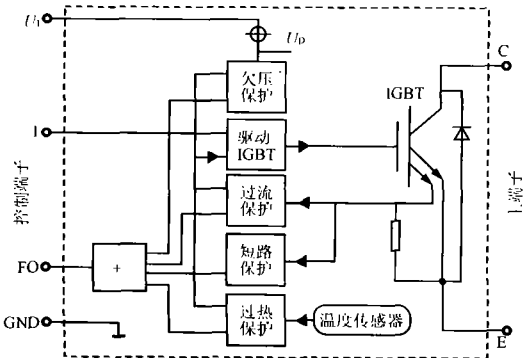 U₁
U_D
欠压
保护
C
IGBT
I
驱动
IGBT
控制端子
过流
保护
主端子
短路
保护
FO
+
GND
过热
保护
温度传感器
E